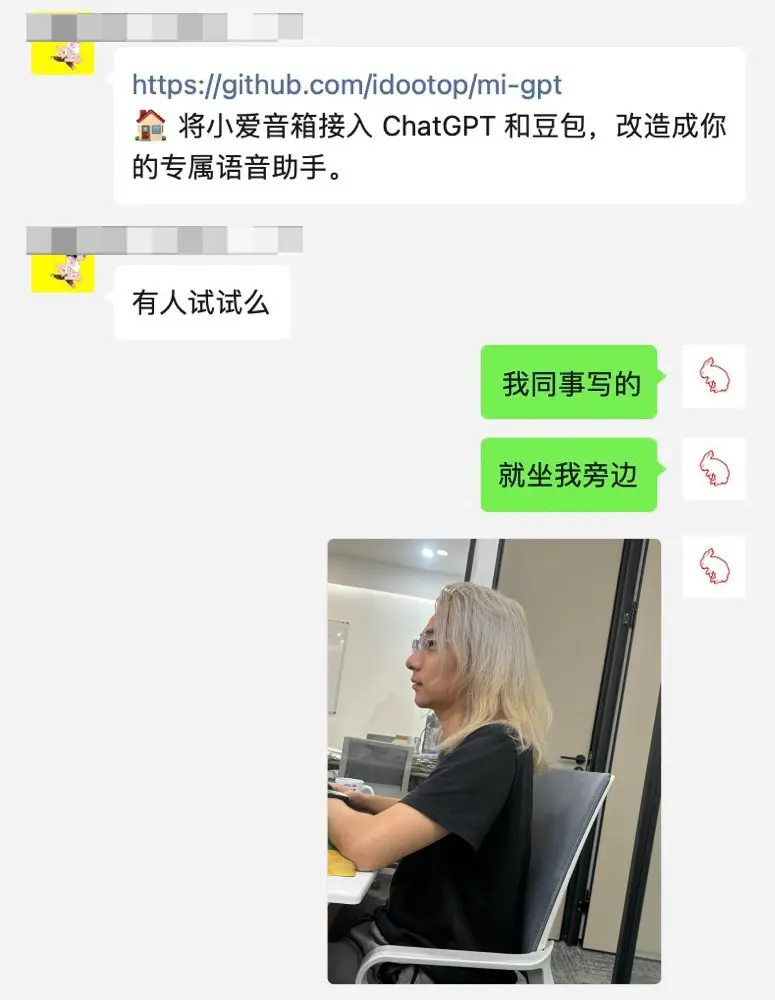 https://github.com/idootop/mi-gpt
🏠 将小爱音箱接入 ChatGPT 和豆包，改造成你
的专属语音助手。
有人试试么
我同事写的
就坐我旁边